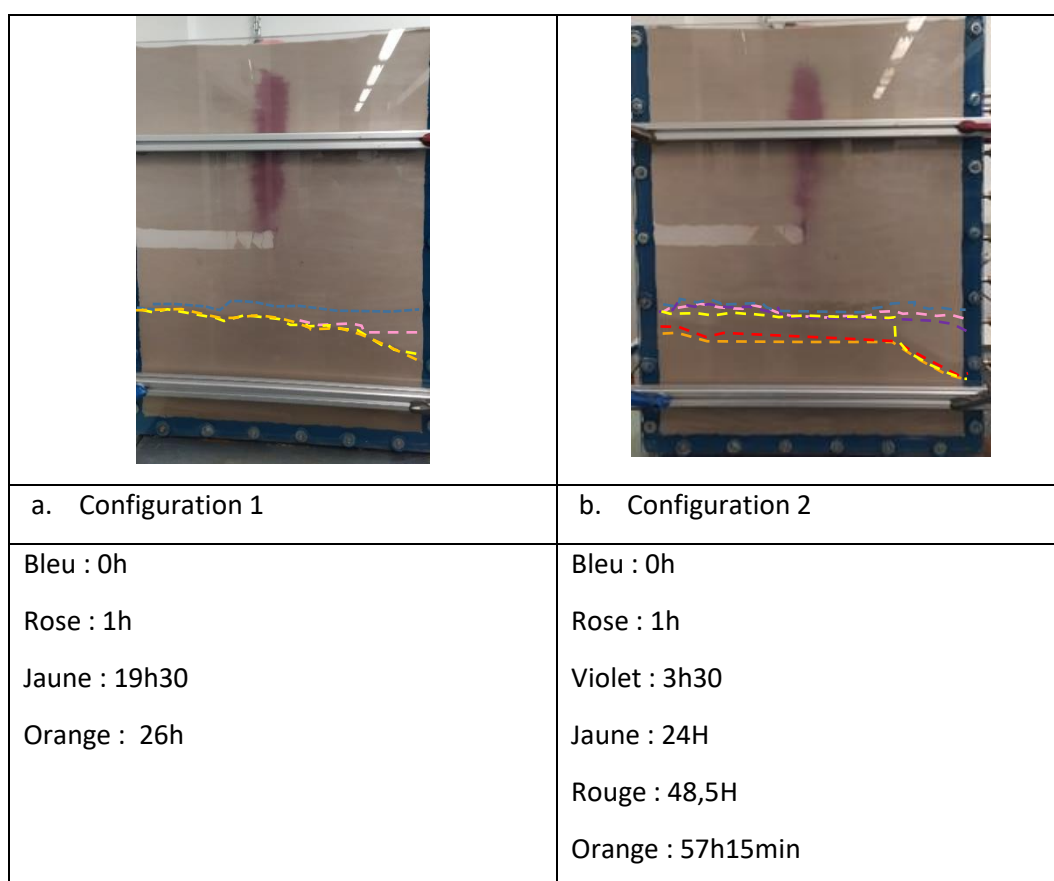 a. Configuration 1
b. Configuration 2
Bleu : 0h
Rose : 1h
Jaune : 19h30
Orange : 26h
Bleu : 0h
Rose : 1h
Violet : 3h30
Jaune : 24H
Rouge : 48,5H
Orange : 57h15min